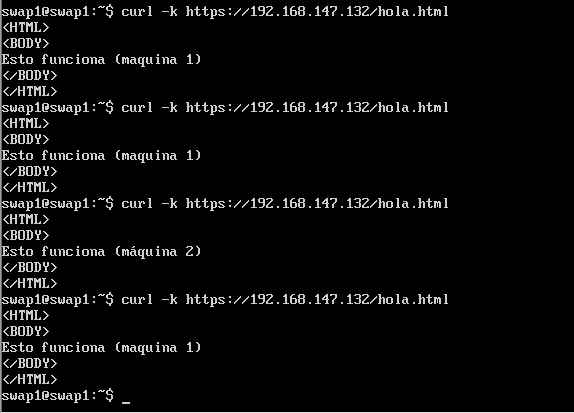 swap1@swap1:~$ curl -k https://192.168.147.132/hola.html
<HTML>
<BODY>
Esto funciona (maquina 1)
</BODY>
</HTML>
swap1@swap1:~$ curl -k https://192.168.147.132/hola.html
<HTML>
<BODY>
Esto funciona (maquina 1)
</BODY>
</HTML>
swap1@swap1:~$ curl -k https://192.168.147.132/hola.html
<HTML>
<BODY>
Esto funciona (máquina 2)
</BODY>
</HTML>
swap1@swap1:~$ curl -k https://192.168.147.132/hola.html
<HTML>
<BODY>
Esto funciona (maquina 1)
</BODY>
</HTML>
swap1@swap1:~$ _